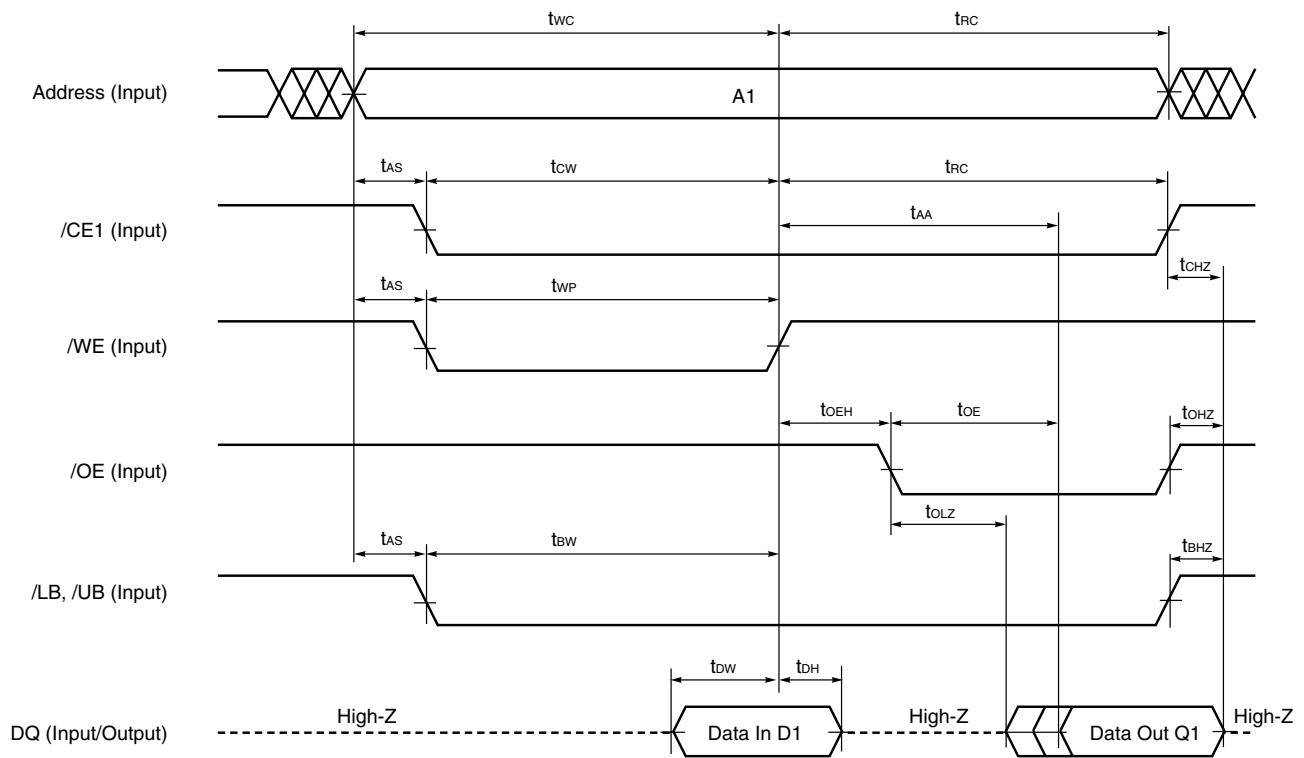 tWC tRC
Address (Input) A1
tAS tCW tRC
tAA
/CE1 (Input)
tCHZ
tAS tWP
/WE (Input)
tOEH tOE tOHZ
/OE (Input)
tOLZ
tAS tBW tBHZ
/LB, /UB (Input)
tDW tDH
High-Z High-Z High-Z
DQ (Input/Output) Data In D1 Data Out Q1